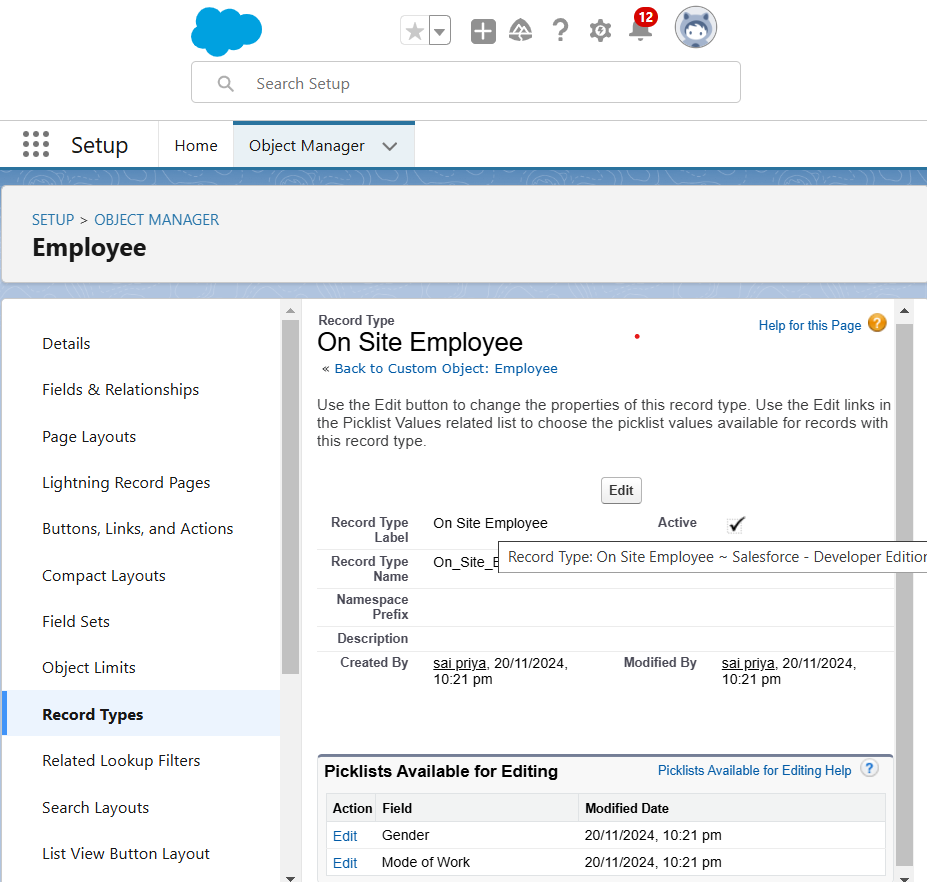 12
Search Setup
Setup
Home
Object Manager
SETUP > OBJECT MANAGER
Employee
Details
Fields & Relationships
Page Layouts
Lightning Record Pages
Buttons, Links, and Actions
Compact Layouts
Field Sets
Object Limits
Record Types
Related Lookup Filters
Search Layouts
List View Button Layout
Record Type
On Site Employee
Help for this Page ?
« Back to Custom Object: Employee
Use the Edit button to change the properties of this record type. Use the Edit links in
the Picklist Values related list to choose the picklist values available for records with
this record type.
Edit
Record Type Label On Site Employee Active
Record Type: On Site Employee ~ Salesforce - Developer Edition
Record Type Name On_Site_E
Namespace Prefix
Description
Created By sai priya, 20/11/2024, 10:21 pm Modified By sai priya, 20/11/2024, 10:21 pm
Picklists Available for Editing Picklists Available for Editing Help ?
Action Field Modified Date
Edit Gender 20/11/2024, 10:21 pm
Edit Mode of Work 20/11/2024, 10:21 pm